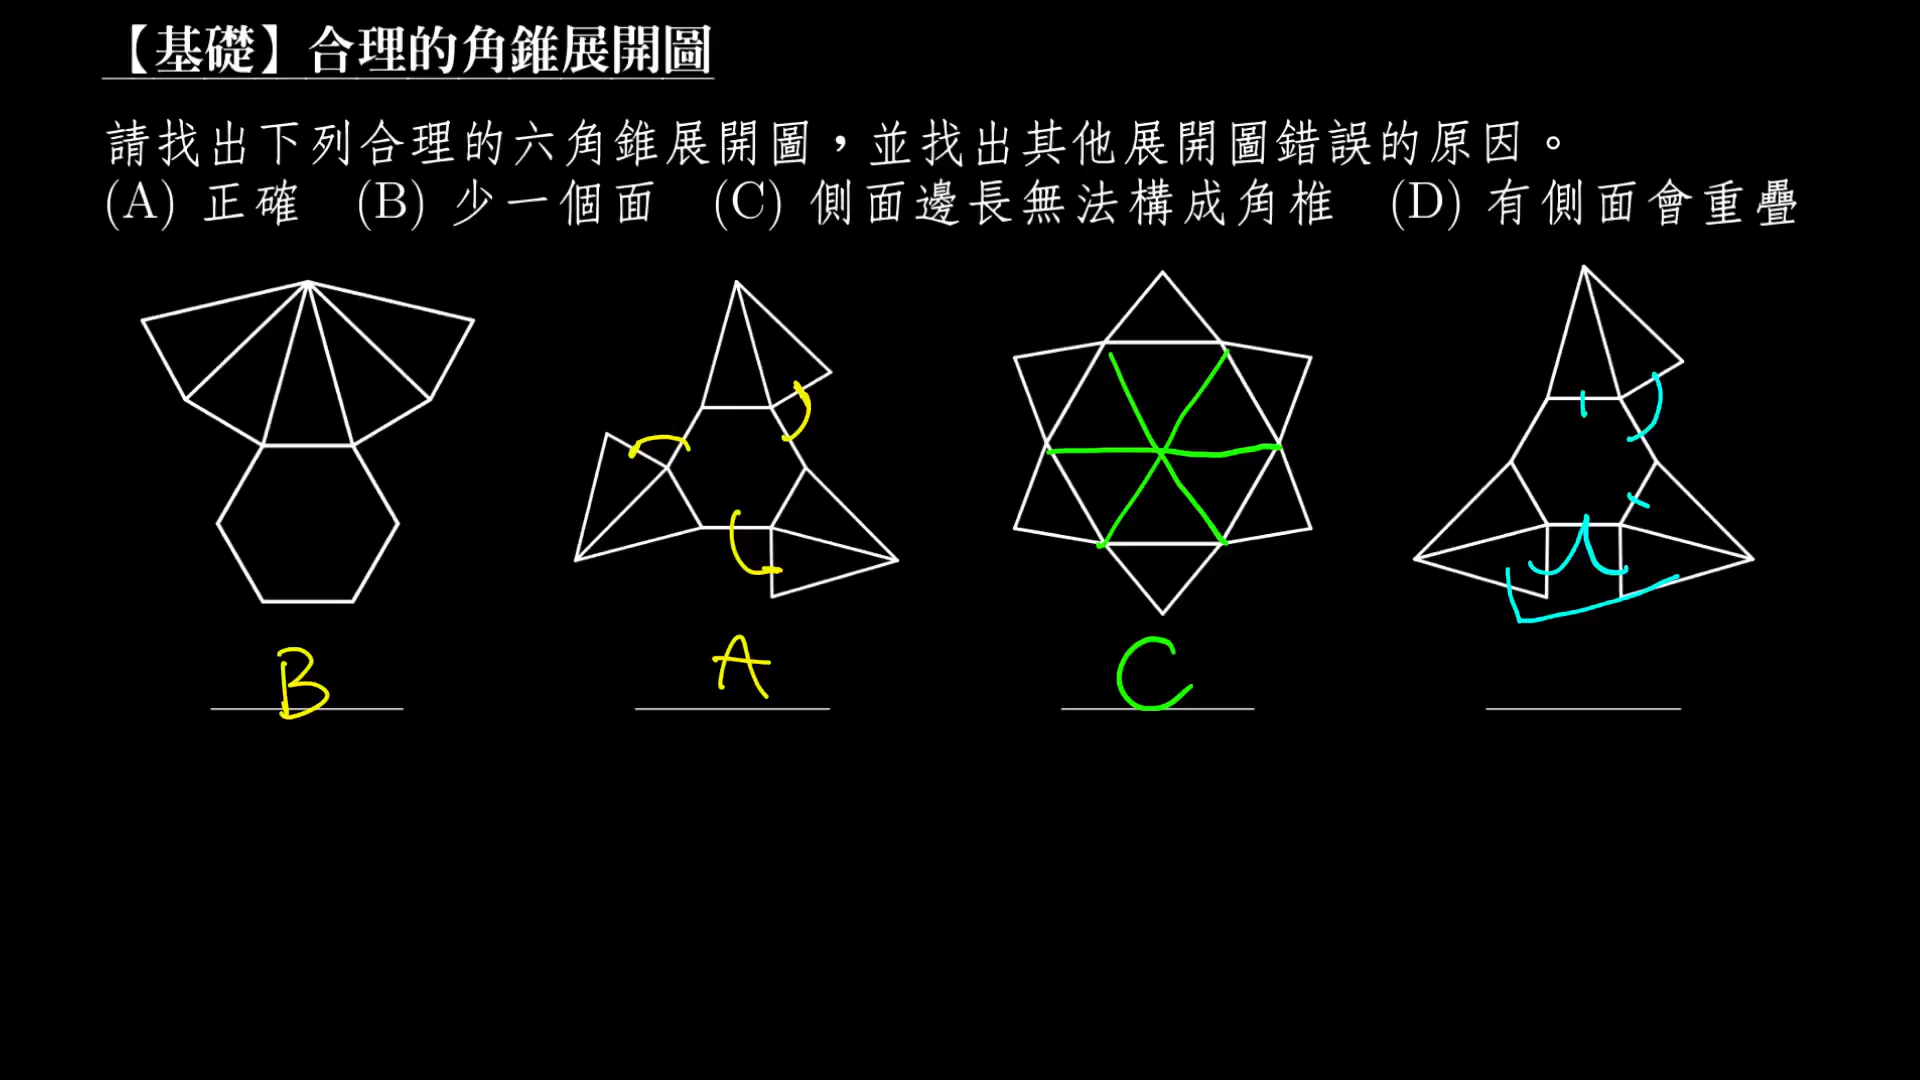 【基礎】合理的角錐展開圖
請找出下列合理的六角錐展開圖，並找出其他展開圖錯誤的原因。
(A) 正確 (B) 少一個面 (C) 側面邊長無法構成角椎 (D) 有側面會重疊
B A C